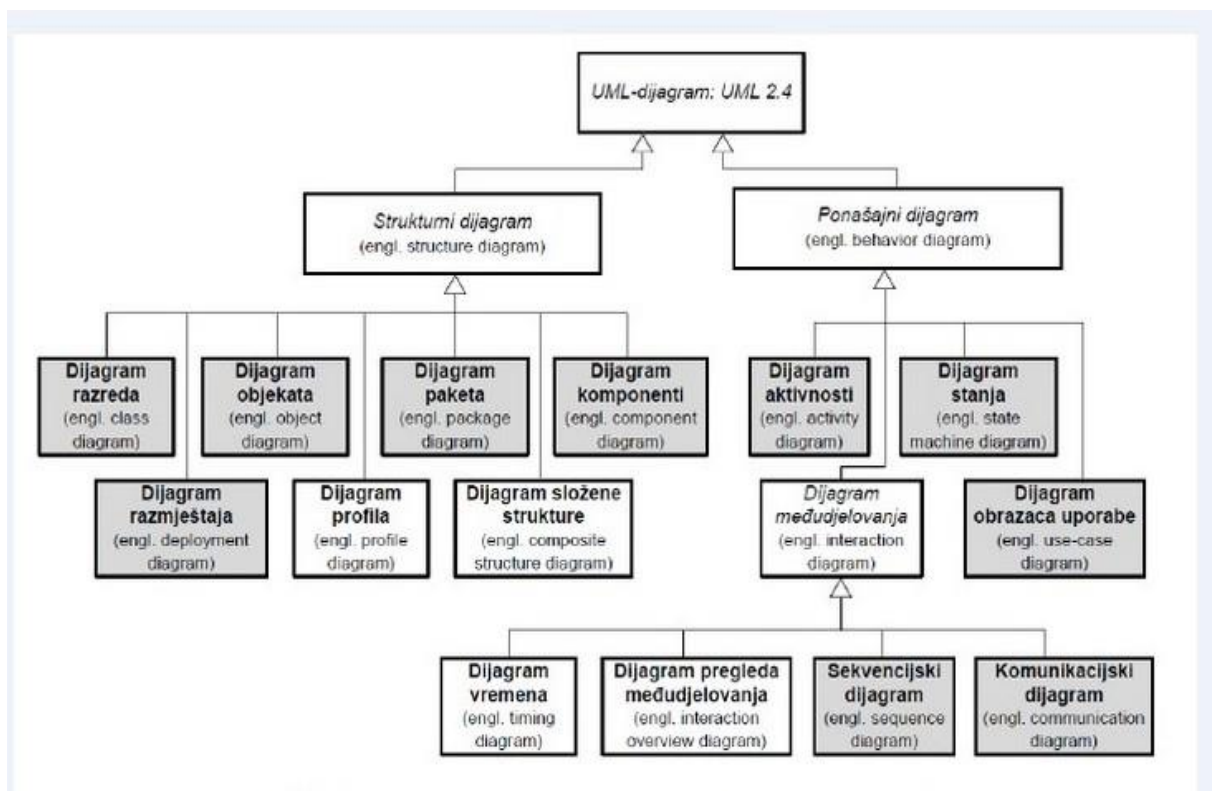 UML-dijagram: UML 2.4
Strukturni dijagram
(engl. structure diagram)
Ponašajni dijagram
(engl. behavior diagram)
Dijagram
razreda
(engl. class
diagram)
Dijagram
objekata
(engl. object
diagram)
Dijagram
paketa
(engl. package
diagram)
Dijagram
komponenti
(engl. component
diagram)
Dijagram
aktivnosti
(engl. activity
diagram)
Dijagram
stanja
(engl. state
machine diagram)
Dijagram
razmještaja
(engl. deployment
diagram)
Dijagram
profila
(engl. profile
diagram)
Dijagram složene
strukture
(engl. composite
structure diagram)
Dijagram
međudjelovanja
(engl. interaction
diagram)
Dijagram
obrazaca uporabe
(engl. use-case
diagram)
Dijagram
vremena
(engl. timing
diagram)
Dijagram pregleda
međudjelovanja
(engl. interaction
overview diagram)
Sekvencijski
dijagram
(engl. sequence
diagram)
Komunikacijski
dijagram
(engl. communication
diagram)